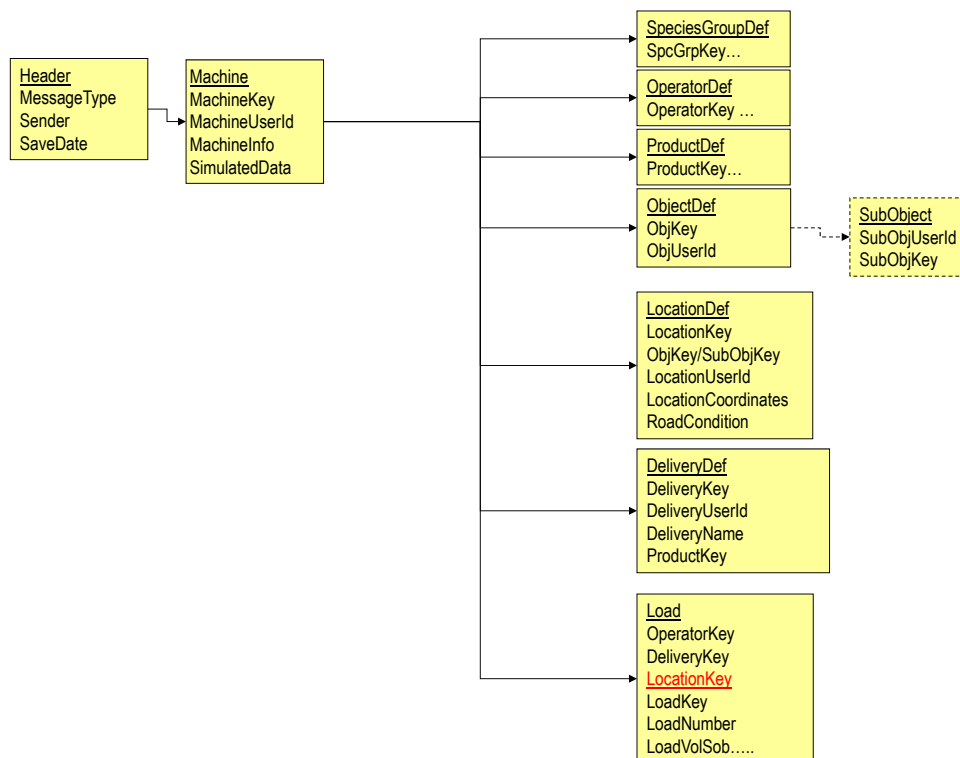 Header
MessageType
Sender
SaveDate
Machine
MachineKey
MachineUserId
MachineInfo
SimulatedData
SpeciesGroupDef
SpcGrpKey…
OperatorDef
OperatorKey …
ProductDef
ProductKey…
ObjectDef
ObjKey
ObjUserId
SubObject
SubObjUserId
SubObjKey
LocationDef
LocationKey
ObjKey/SubObjKey
LocationUserId
LocationCoordinates
RoadCondition
DeliveryDef
DeliveryKey
DeliveryUserId
DeliveryName
ProductKey
Load
OperatorKey
DeliveryKey
LocationKey
LoadKey
LoadNumber
LoadVolSob…..